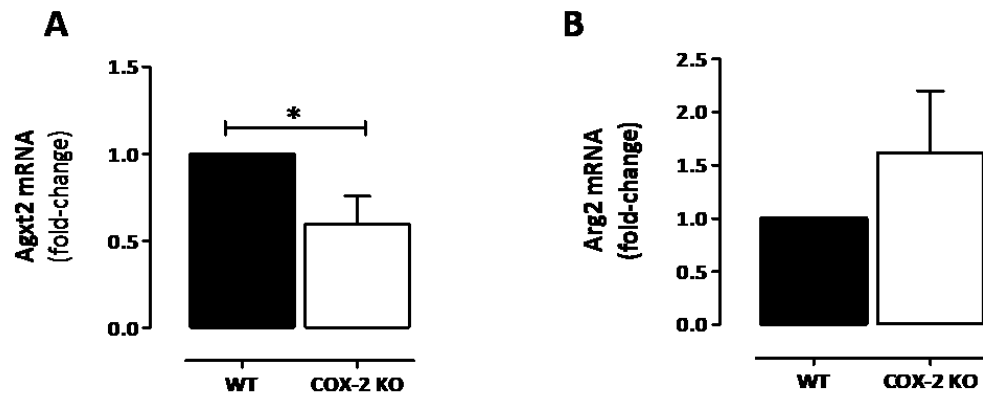 A
Agxt2 mRNA
(fold-change)
1.5
1.0
0.5
0.0
*
WT
COX-2 KO
B
Arg2 mRNA
(fold-change)
2.5
2.0
1.5
1.0
0.5
0.0
WT
COX-2 KO